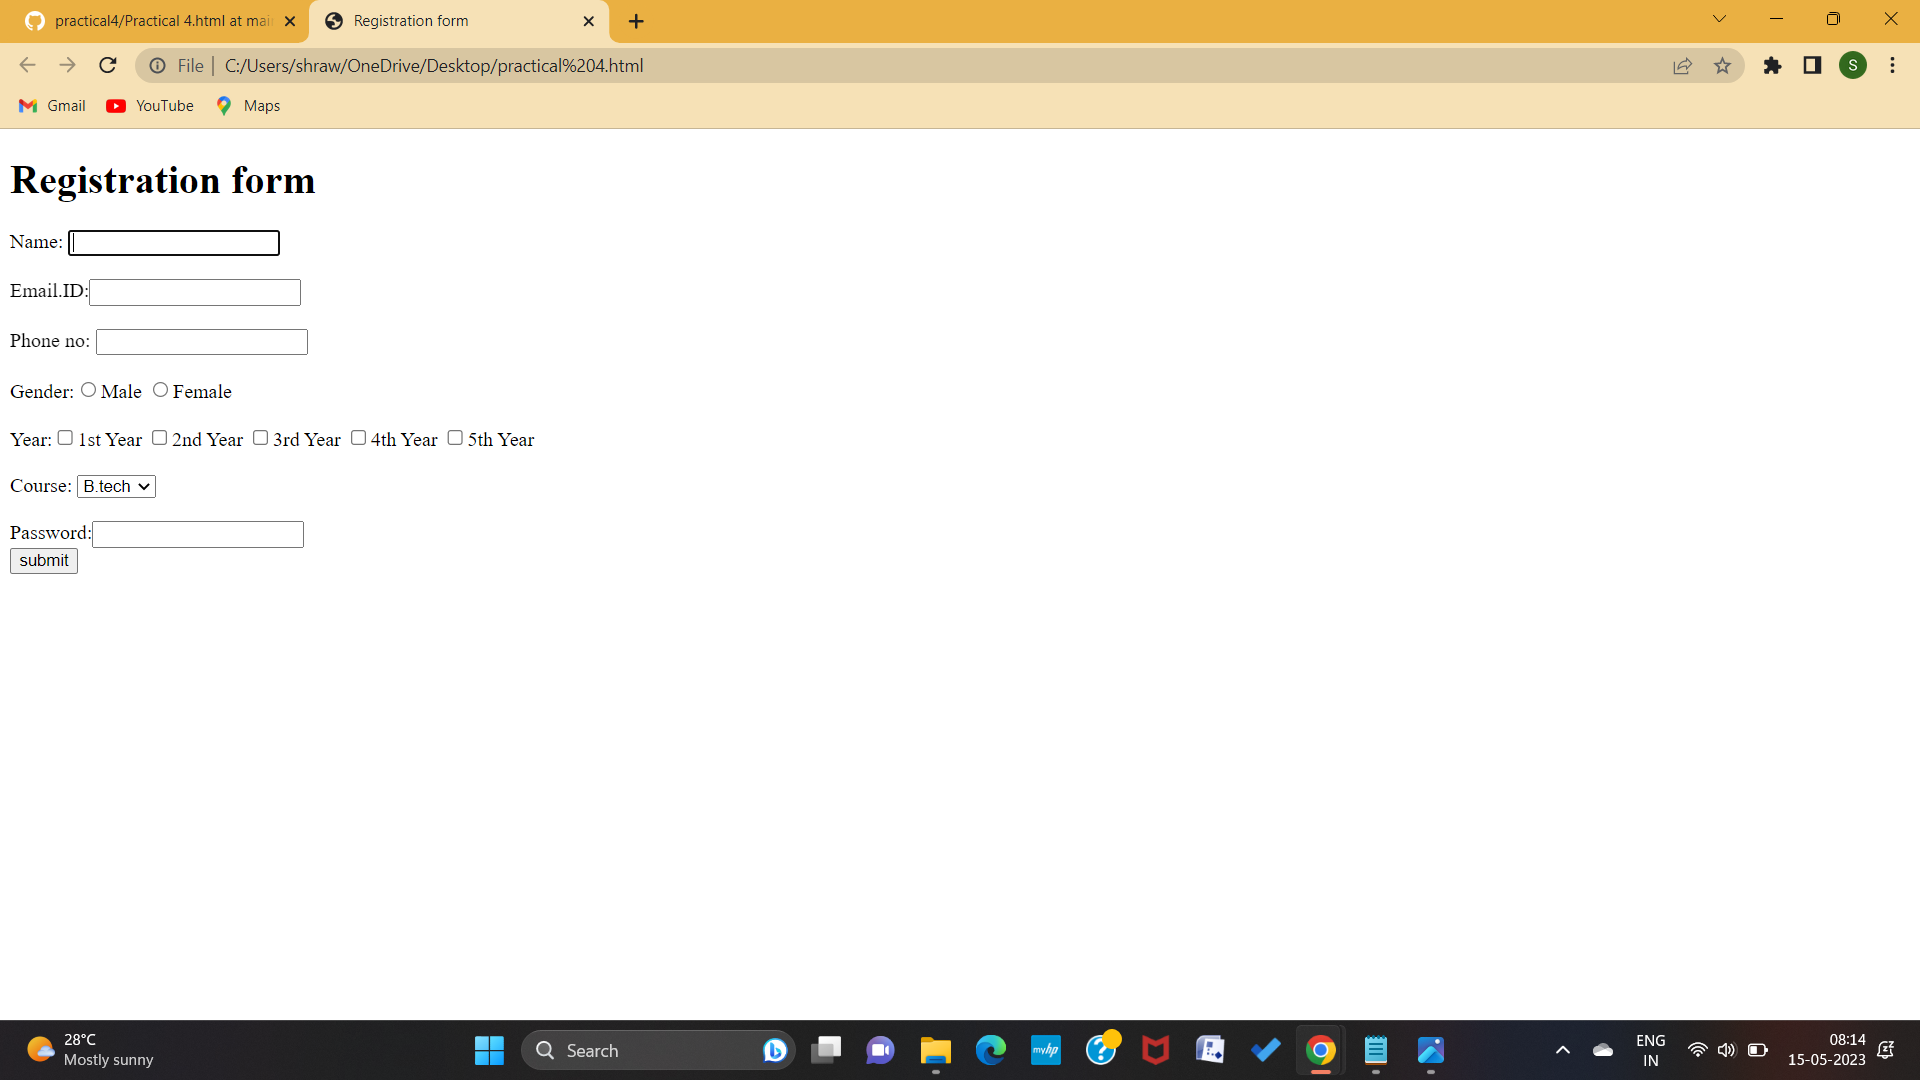 practical4/Practical 4.html at mai
Registration form
File
C:/Users/shraw/OneDrive/Desktop/practical%204.html
S
Gmail
YouTube
Maps
Registration form
Name:
Email.ID:
Phone no:
Gender: Male Female
Year: 1st Year 2nd Year 3rd Year 4th Year 5th Year
Course: B.tech
Password:
submit
28°C
Mostly sunny
Search
myhp
ENG
IN
08:14
15-05-2023